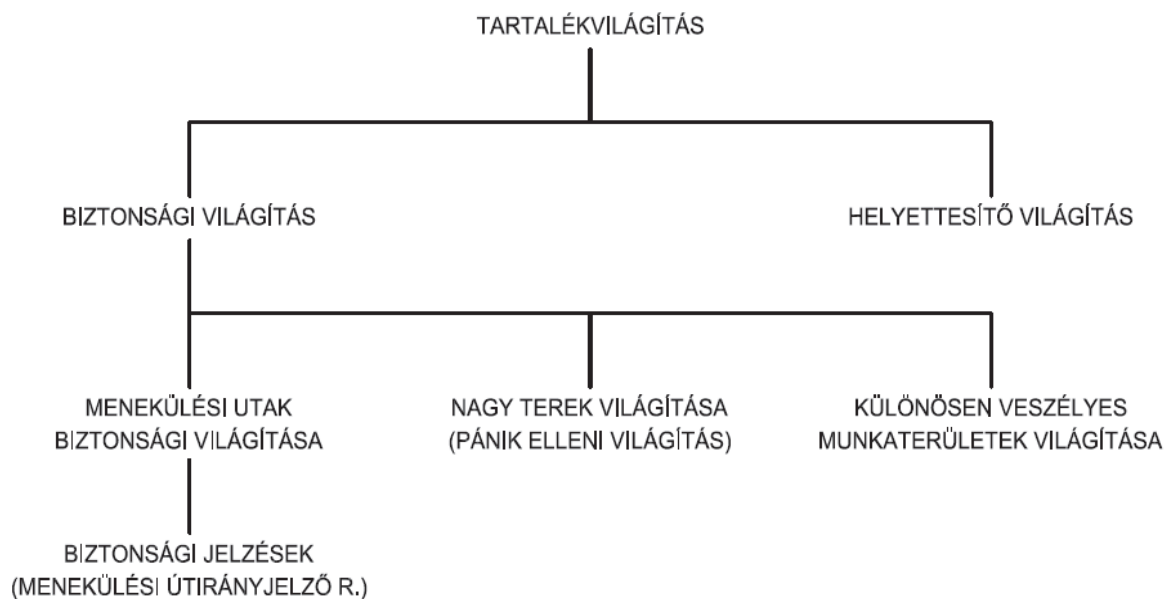 TARTALÉKVILÁGÍTÁS
BIZTONSÁGI VILÁGÍTÁS
HELYETTESÍTŐ VILÁGÍTÁS
MENEKÜLÉSI UTAK
BIZTONSÁGI VILÁGÍTÁSA
NAGY TEREK VILÁGÍTÁSA
(PÁNIK ELLENI VILÁGÍTÁS)
KÜLÖNÖSEN VESZÉLYES
MUNKATERÜLETEK VILÁGÍTÁSA
BIZTONSÁGI JELZÉSEK
(MENEKÜLÉSI ÚTIRÁNYJELZŐ R.)